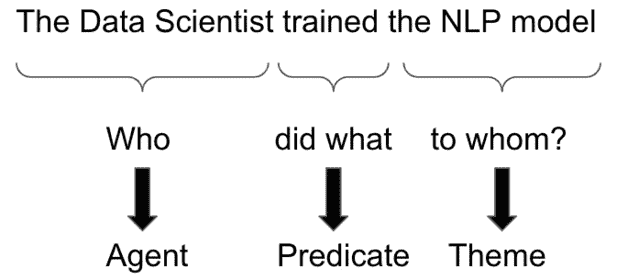 The Data Scientist trained the NLP model
Who did what to whom?
Agent Predicate Theme